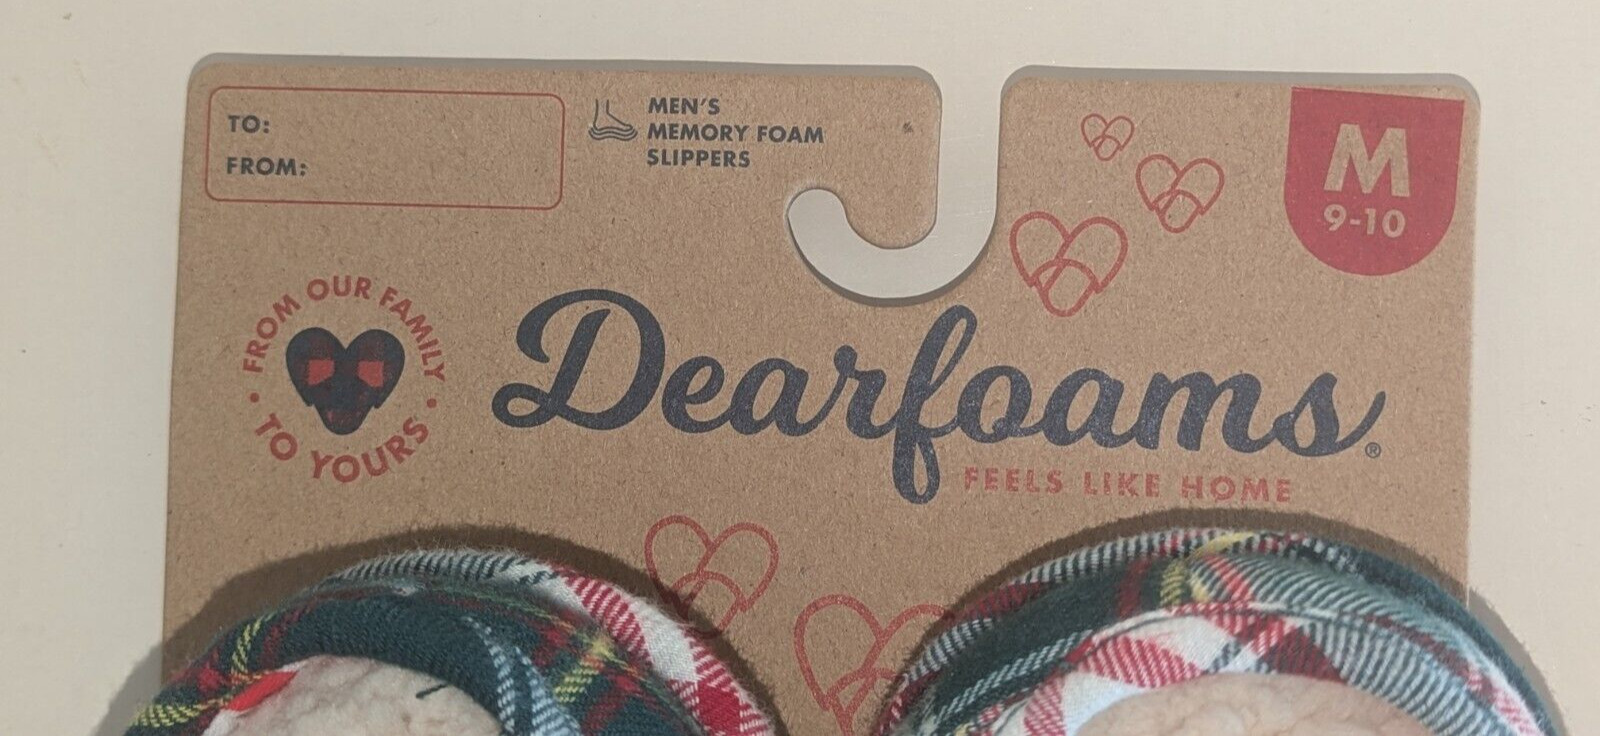 TO:
FROM:
MEN'S
MEMORY FOAM
SLIPPERS
M
9-10
FROM OUR FAMILY
• TO YOURS •
Dearfoams®
FEELS LIKE HOME